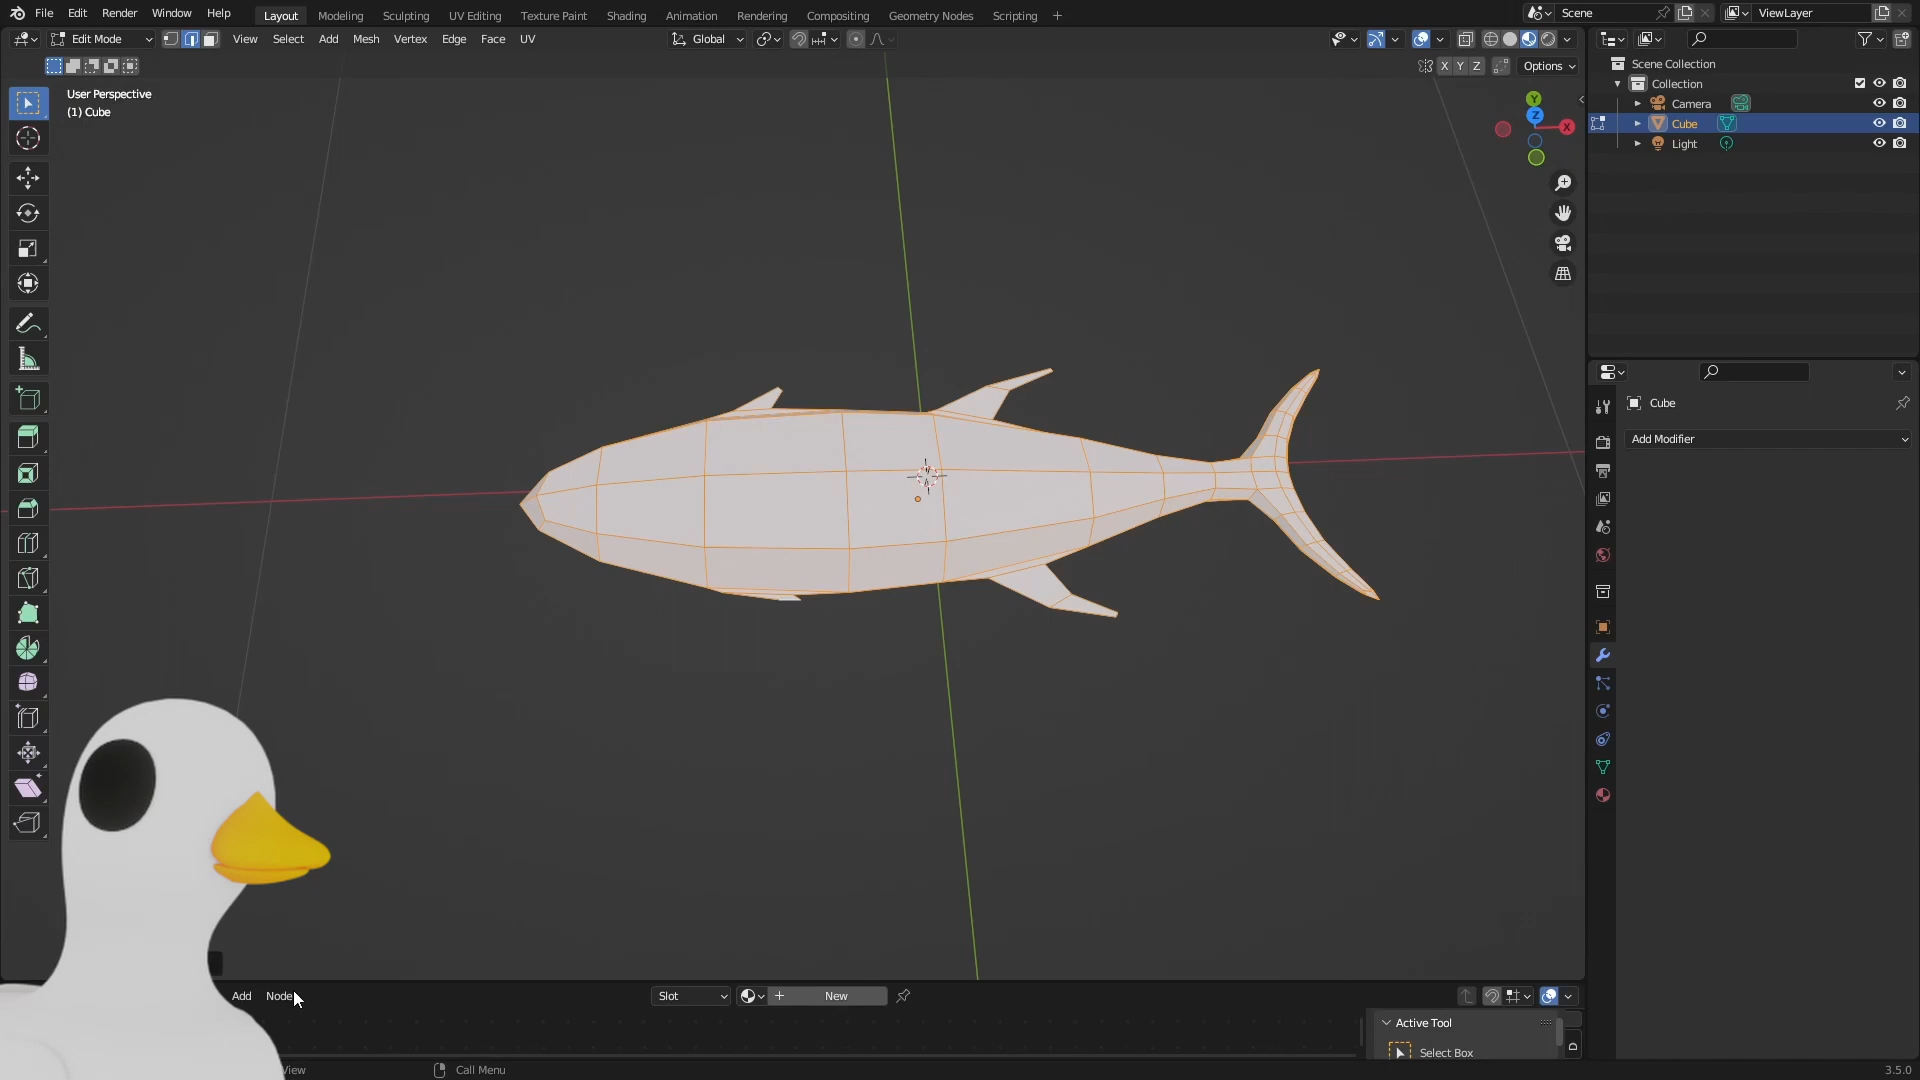 File Edit Render Window Help Layout Modeling Sculpting UV Editing Texture Paint Shading Animation Rendering Compositing Geometry Nodes Scripting + Scene ViewLayer
Edit Mode View Select Add Mesh Vertex Edge Face UV Global
X Y Z Options
User Perspective
(1) Cube
Y
Z
X
Scene Collection
Collection
Camera
Cube
Light
Cube
Add Modifier
Add Node Slot New
Active Tool
Select Box
D
View Call Menu 3.5.0